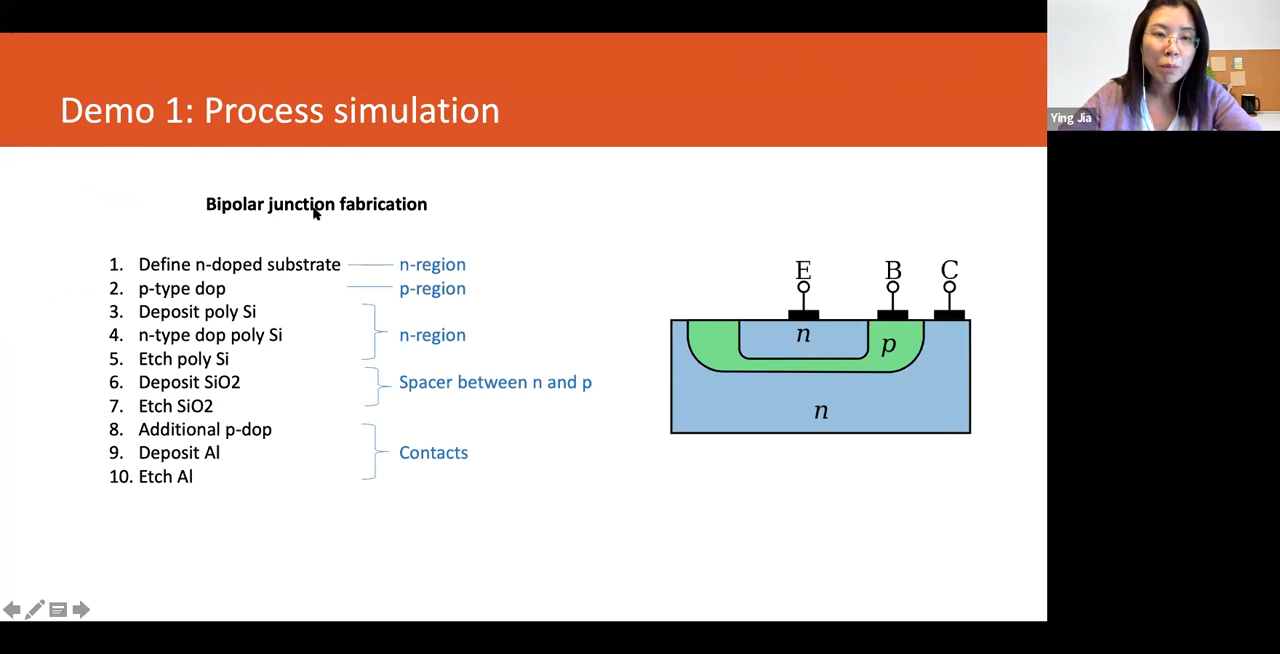 Demo 1: Process simulation
Ying Jia
Bipolar junction fabrication
1. Define n-doped substrate
n-region
2. p-type dop
p-region
3. Deposit poly Si
4. n-type dop poly Si
n-region
5. Etch poly Si
6. Deposit SiO2
Spacer between n and p
7. Etch SiO2
8. Additional p-dop
9. Deposit Al
Contacts
10. Etch Al
E B C
n p
n